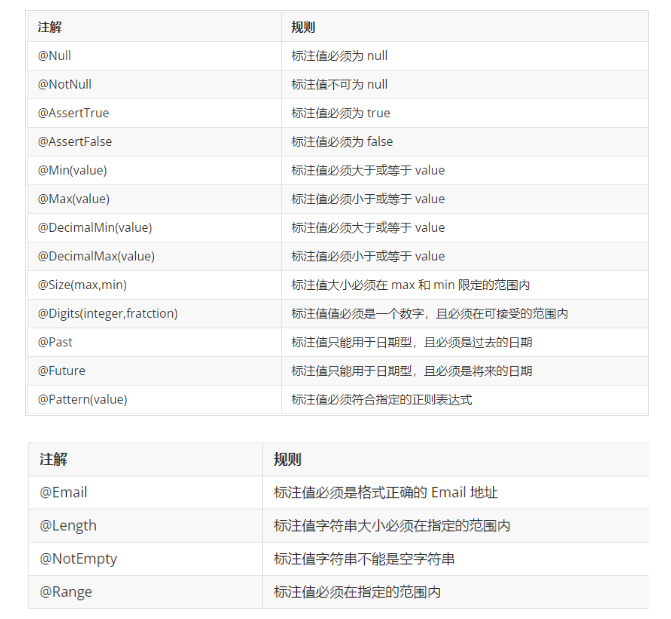 注解 规则
@Null 标注值必须为 null
@NotNull 标注值不可为 null
@AssertTrue 标注值必须为 true
@AssertFalse 标注值必须为 false
@Min(value) 标注值必须大于或等于 value
@Max(value) 标注值必须小于或等于 value
@DecimalMin(value) 标注值必须大于或等于 value
@DecimalMax(value) 标注值必须小于或等于 value
@Size(max,min) 标注值大小必须在 max 和 min 限定的范围内
@Digits(integer,fratction) 标注值值必须是一个数字，且必须在可接受的范围内
@Past 标注值只能用于日期型，且必须是过去的日期
@Future 标注值只能用于日期型，且必须是将来的日期
@Pattern(value) 标注值必须符合指定的正则表达式
注解 规则
@Email 标注值必须是格式正确的 Email 地址
@Length 标注值字符串大小必须在指定的范围内
@NotEmpty 标注值字符串不能是空字符串
@Range 标注值必须在指定的范围内